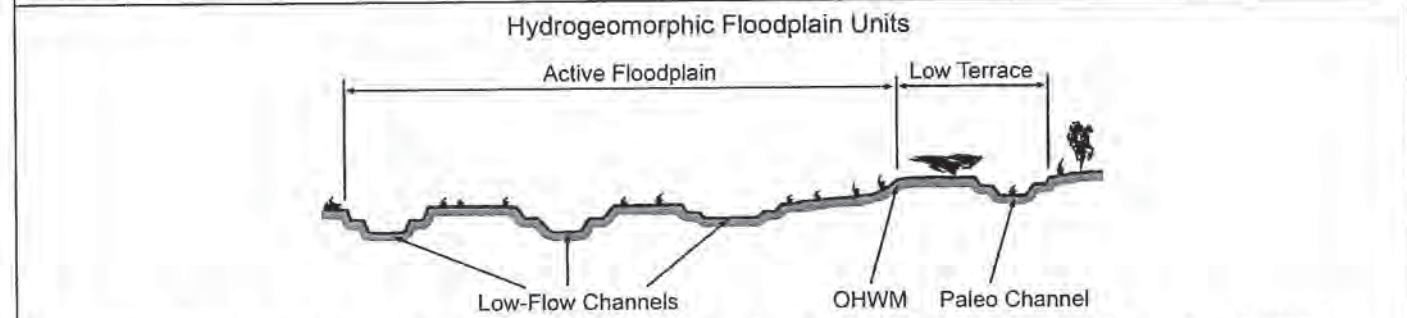 Hydrogeomorphic Floodplain Units
Active Floodplain
Low Terrace
Low-Flow Channels
OHWM
Paleo Channel